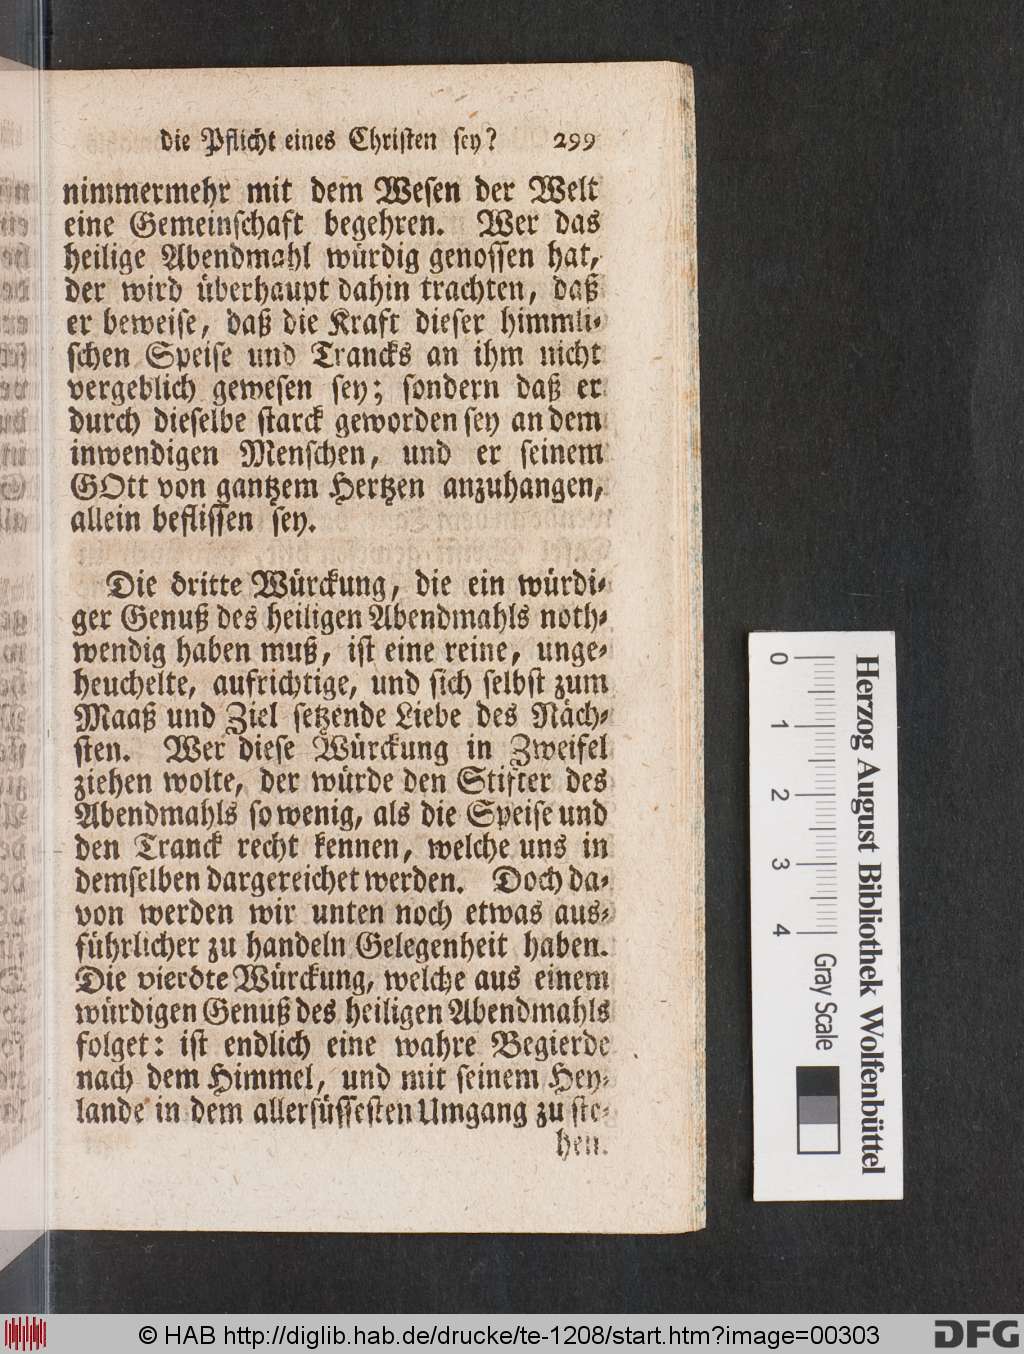 die Pflicht eines Christen sey? 299
nimmermehr mit dem Wesen der Welt
eine Gemeinschaft begehren. Wer das
heilige Abendmahl würdig genossen hat,
der wird überhaupt dahin trachten, daß
er beweise, daß die Kraft dieser himmli-
schen Speise und Trancks an ihm nicht
vergeblich gewesen sey; sondern daß er
durch dieselbe starck geworden sey an dem
inwendigen Menschen, und er seinem
GOtt von gantzem Hertzen anzuhangen,
allein beflissen sey.
Die dritte Würckung, die ein würdi-
ger Genuß des heiligen Abendmahls noth-
wendig haben muß, ist eine reine, unge-
heuchelte, aufrichtige, und sich selbst zum
Maaß und Ziel setzende Liebe des Näch-
sten. Wer diese Würckung in Zweifel
ziehen wolte, der würde den Stifter des
Abendmahls so wenig, als die Speise und
den Tranck recht kennen, welche uns in
demselben dargereichet werden. Doch da-
von werden wir unten noch etwas aus-
führlicher zu handeln Gelegenheit haben.
Die vierdte Würckung, welche aus einem
würdigen Genuß des heiligen Abendmahls
folget: ist endlich eine wahre Begierde
nach dem Himmel, und mit seinem Hey-
lande in dem allersüssesten Umgang zu ste-
hen.
0 1 2 3 4 Gray Scale
Herzog August Bibliothek Wolfenbüttel
© HAB http://diglib.hab.de/drucke/te-1208/start.htm?image=00303
DFG